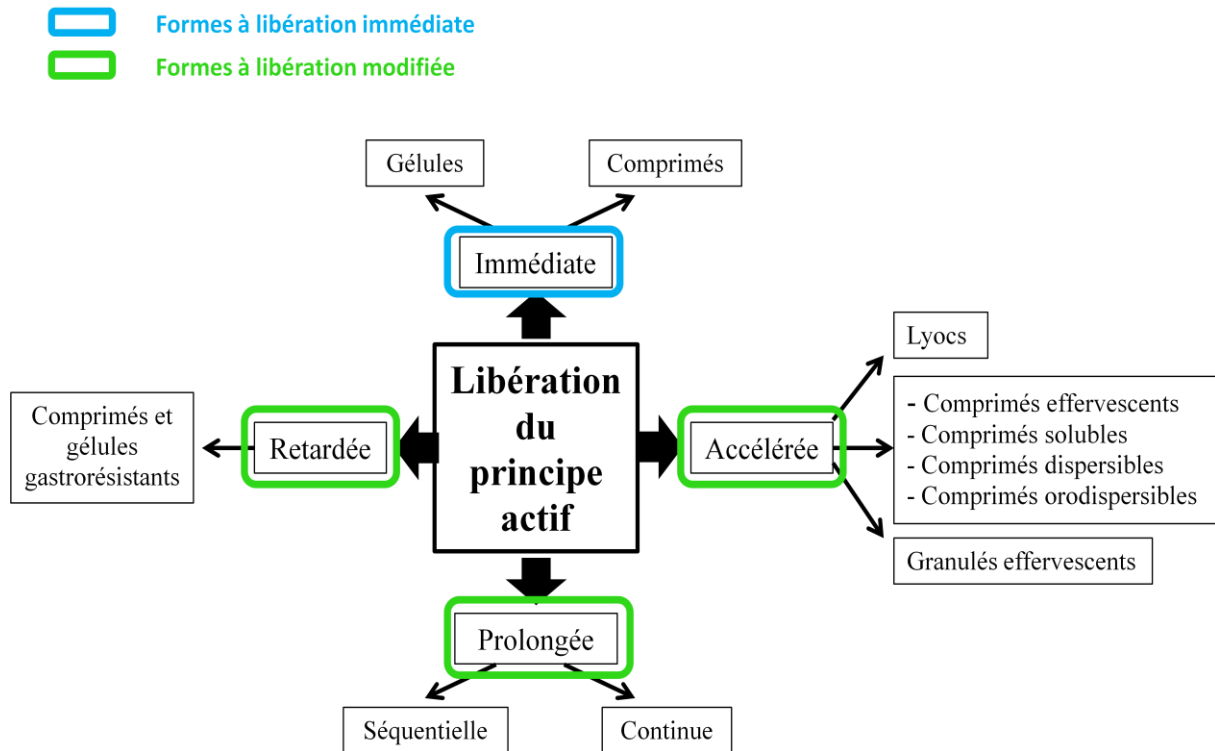 Formes à libération immédiate
Formes à libération modifiée
Gélules
Comprimés
Immédiate
Lyocs
Libération
du
principe
actif
Comprimés et
gélules
gastrorésistants
Retardée
Accélérée
- Comprimés effervescents
- Comprimés solubles
- Comprimés dispersibles
- Comprimés orodispersibles
Granulés effervescents
Prolongée
Séquentielle
Continue